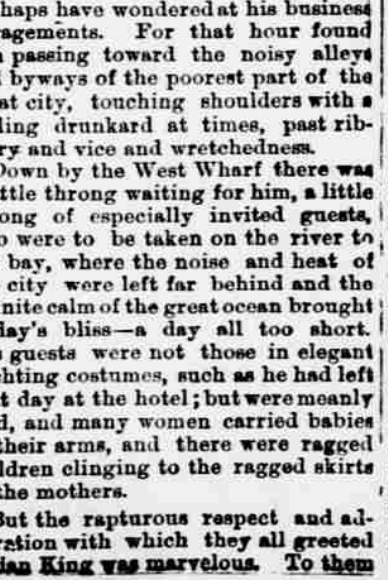 haps have wondered at his business
agements. For that hour found
passing toward the noisy alleys
byways of the poorest part of the
at city, touching shoulders with a
ling drunkard at times, past rib-
ry and vice and wretchedness.
Down by the West Wharf there was
ttle throng waiting for him, a little
ong of especially invited guests,
o were to be taken on the river to
bay, where the noise and heat of
city were left far behind and the
nite calm of the great ocean brought
lay's bliss—a day all too short.
guests were not those in elegant
hting costumes, such as he had left
t day at the hotel; but were meanly
d, and many women carried babies
their arms, and there were ragged
ldren clinging to the ragged skirts
the mothers.
But the rapturous respect and ad-
ration with which they all greeted
ian King was marvelous. To them